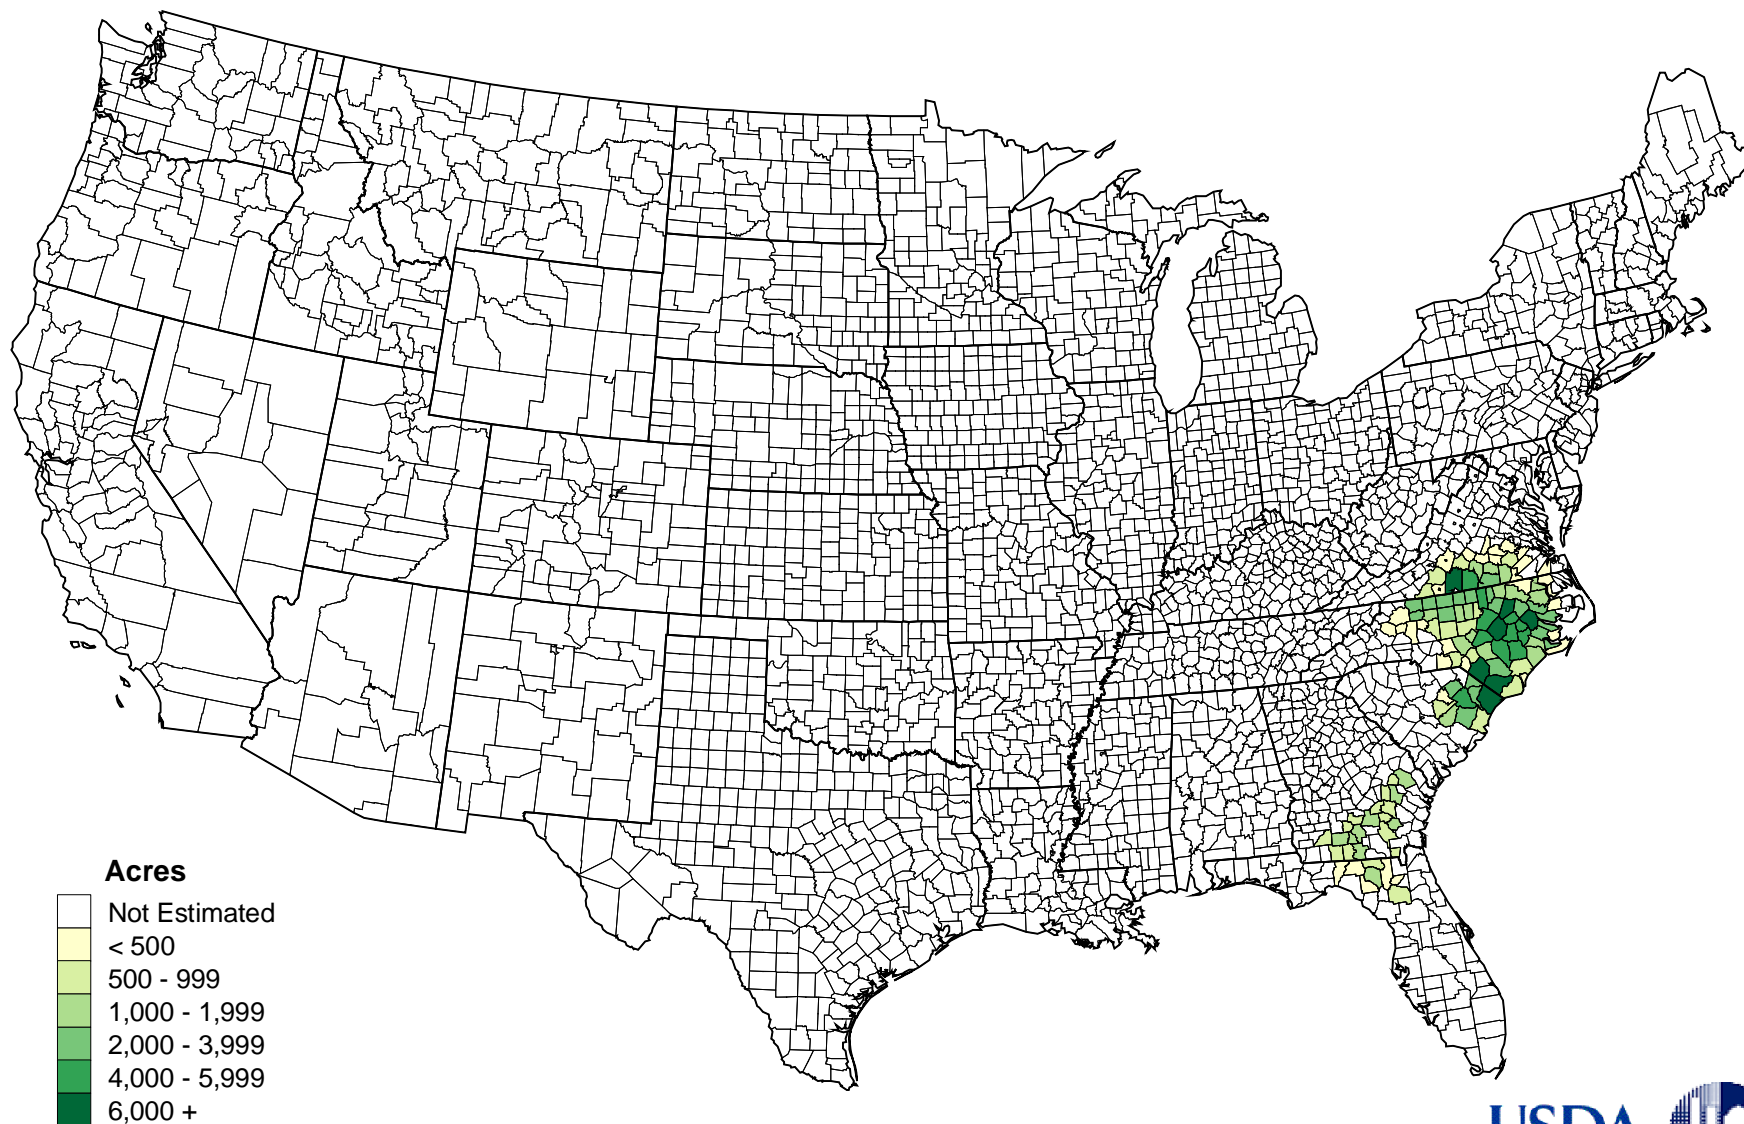 Acres
Not Estimated
< 500
500 - 999
1,000 - 1,999
2,000 - 3,999
4,000 - 5,999
6,000 +
USDA